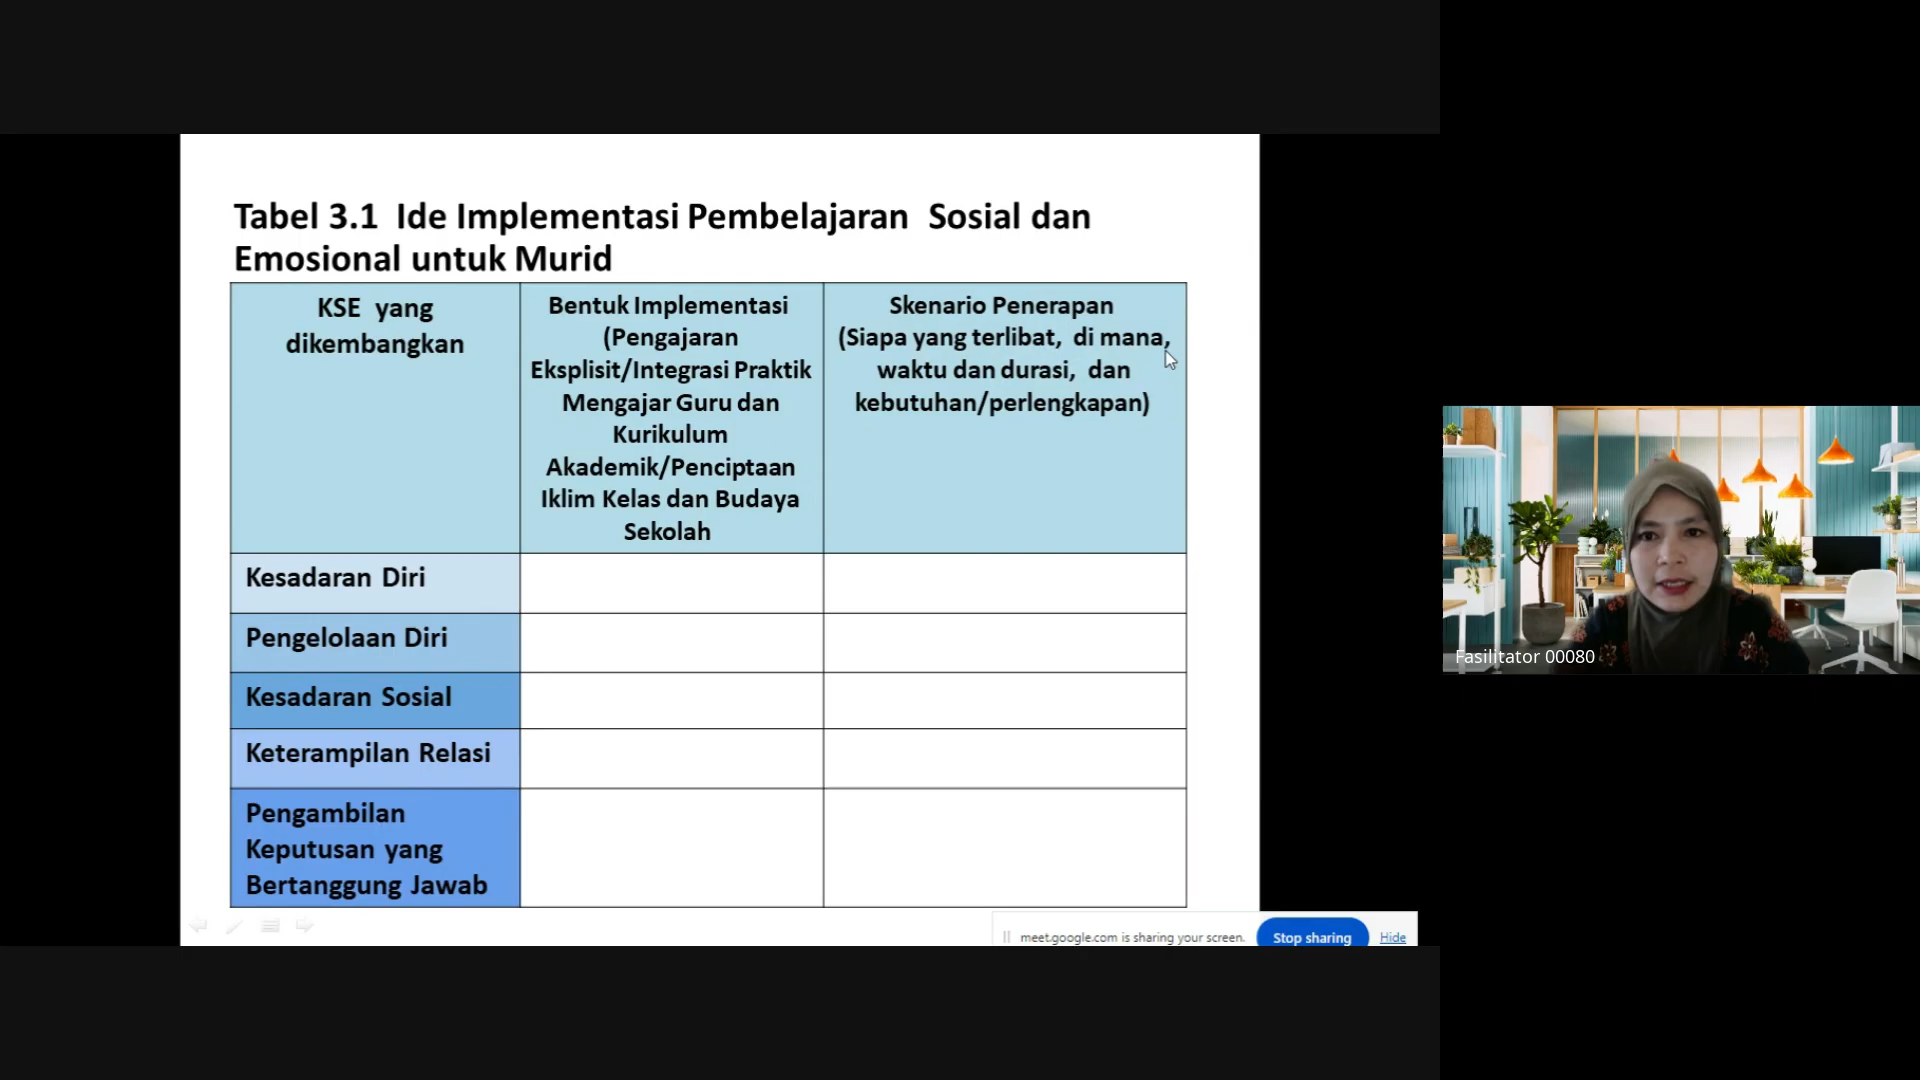 Tabel 3.1 Ide Implementasi Pembelajaran Sosial dan
Emosional untuk Murid
KSE yang
dikembangkan
Bentuk Implementasi
(Pengajaran
Eksplisit/Integrasi Praktik
Mengajar Guru dan
Kurikulum
Akademik/Penciptaan
Iklim Kelas dan Budaya
Sekolah
Skenario Penerapan
(Siapa yang terlibat, di mana,
waktu dan durasi, dan
kebutuhan/perlengkapan)
Kesadaran Diri
Pengelolaan Diri
Kesadaran Sosial
Keterampilan Relasi
Pengambilan
Keputusan yang
Bertanggung Jawab
meet.google.com is sharing your screen.
Stop sharing
Hide
Fasilitator 00080